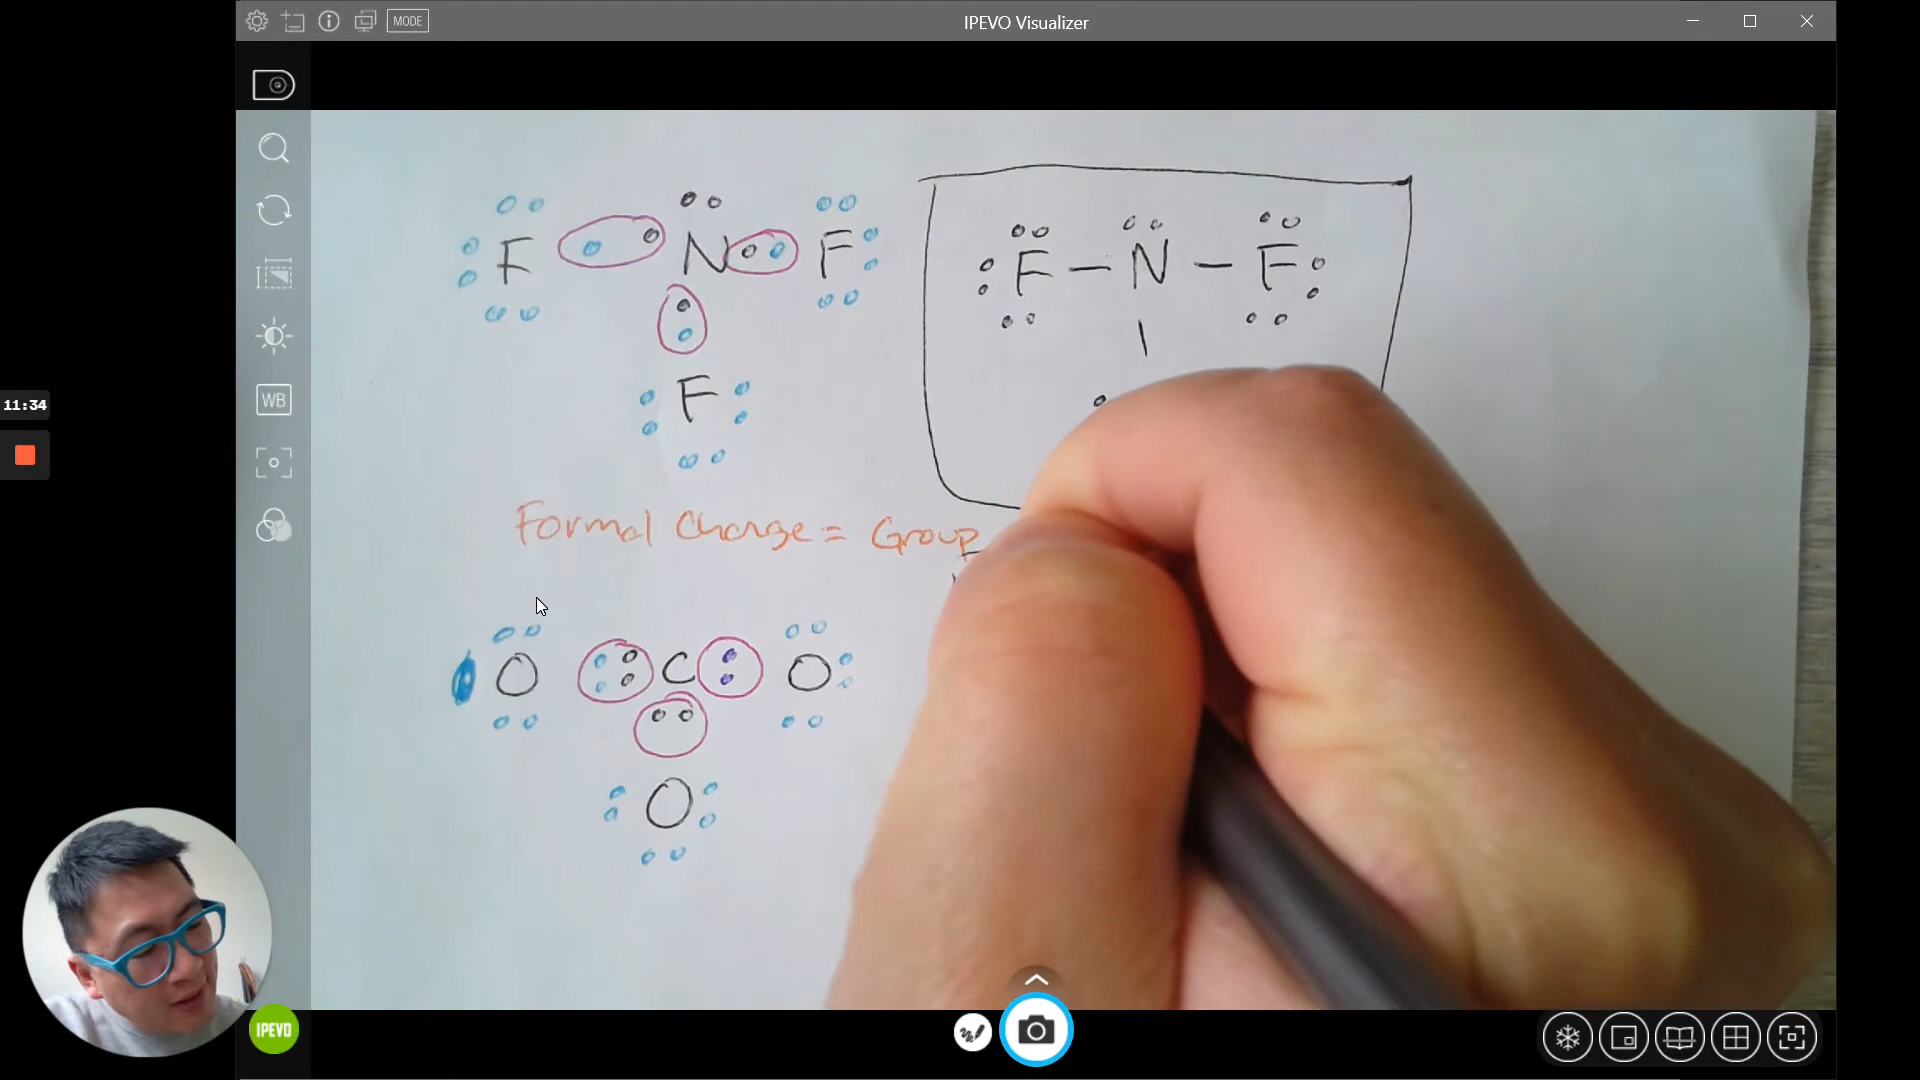 MODE
IPEVO Visualizer
WB
11:34
F N F
F
F — N — F
Formal Charge = Group
O C O
O
IPEVO